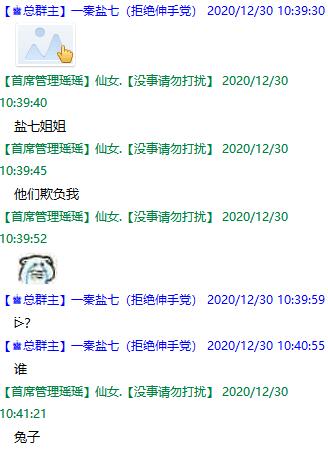 【♛总群主】一秦盐七（拒绝伸手党） 2020/12/30 10:39:30
【首席管理瑶瑶】仙女.【没事请勿打扰】 2020/12/30
10:39:40
盐七姐姐
【首席管理瑶瑶】仙女.【没事请勿打扰】 2020/12/30
10:39:45
他们欺负我
【首席管理瑶瑶】仙女.【没事请勿打扰】 2020/12/30
10:39:52
【♛总群主】一秦盐七（拒绝伸手党） 2020/12/30 10:39:59
?
【♛总群主】一秦盐七（拒绝伸手党） 2020/12/30 10:40:55
谁
【首席管理瑶瑶】仙女.【没事请勿打扰】 2020/12/30
10:41:21
兔子